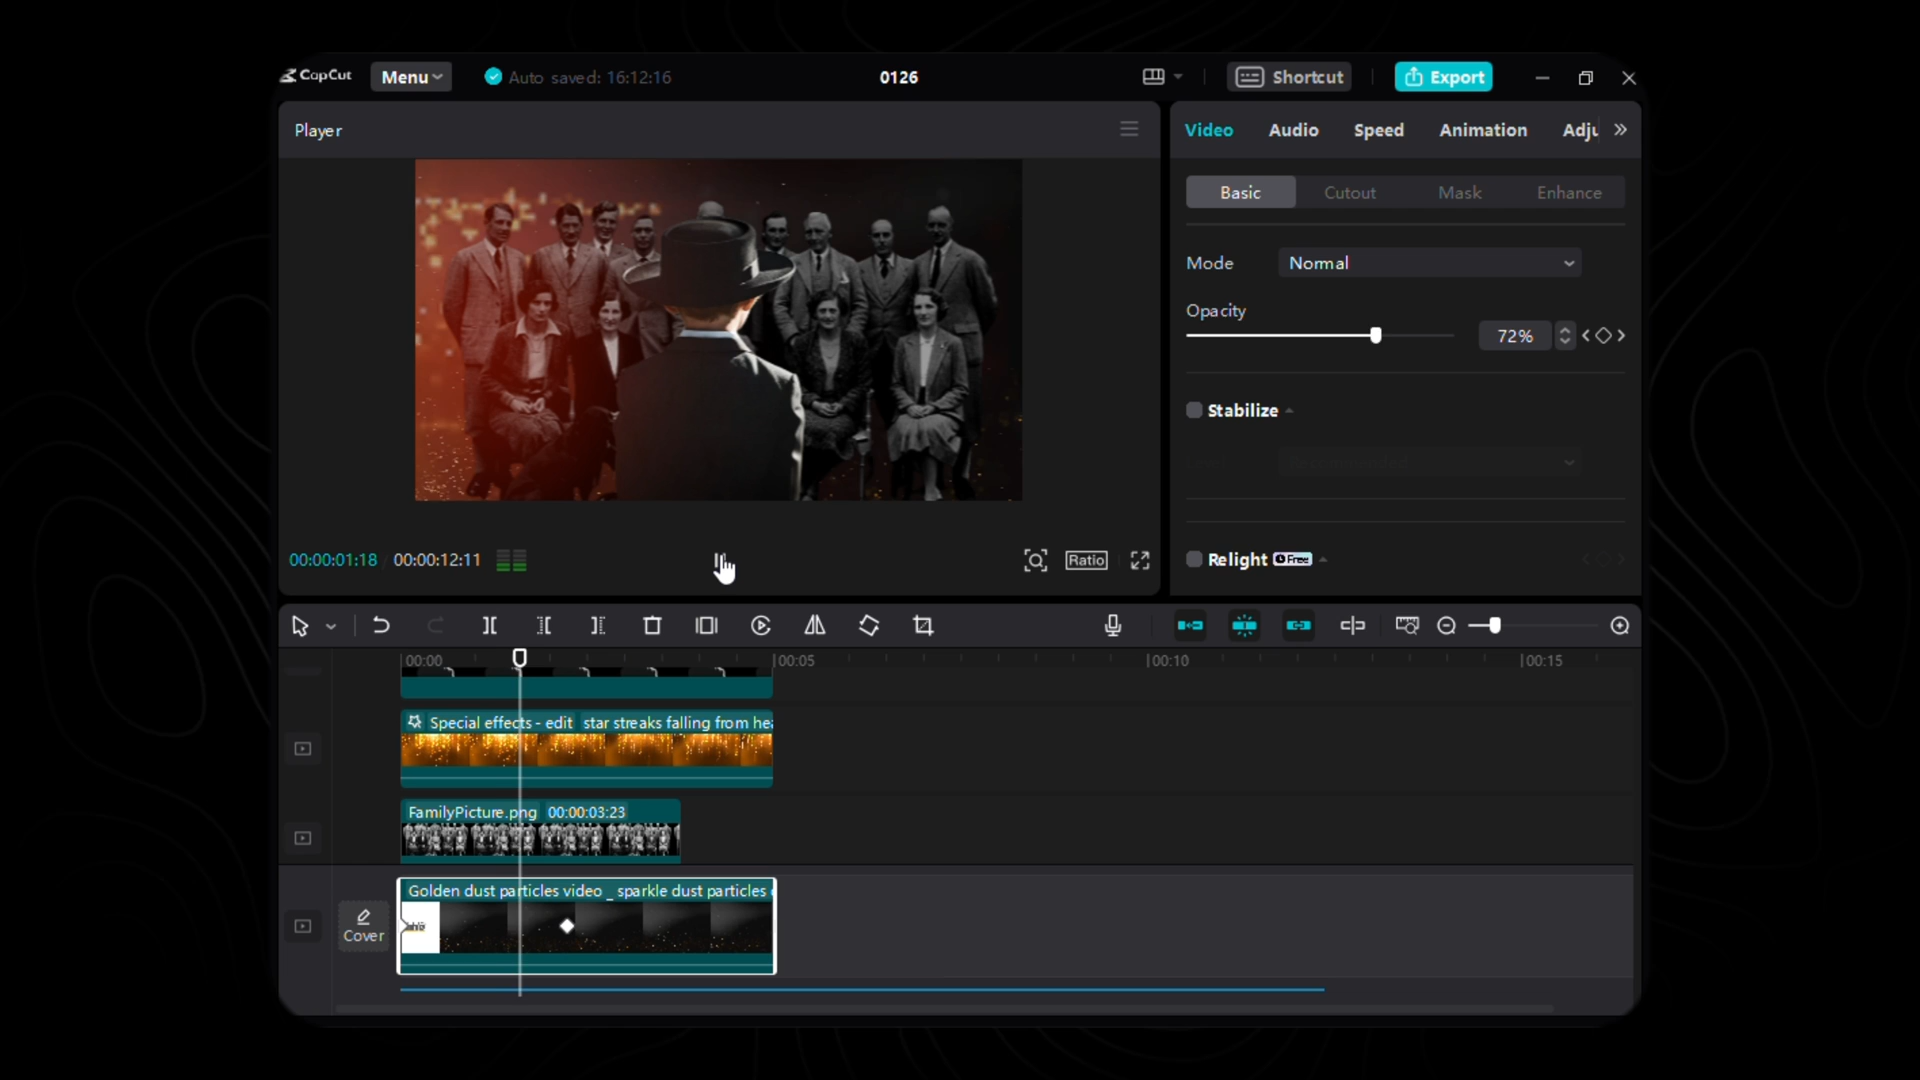 CapCut
Menu
Auto saved: 16:12:16
0126
Shortcut
Export
Player
Video
Audio
Speed
Animation
Adju
Basic
Cutout
Mask
Enhance
Mode
Normal
Opacity
72%
Stabilize
Relight
Free
00:00:01:18
00:00:12:11
Ratio
00:00
00:05
00:10
00:15
Special effects - edit star streaks falling from hea
FamilyPicture.png 00:00:03:23
Golden dust particles video _ sparkle dust particles
Cover